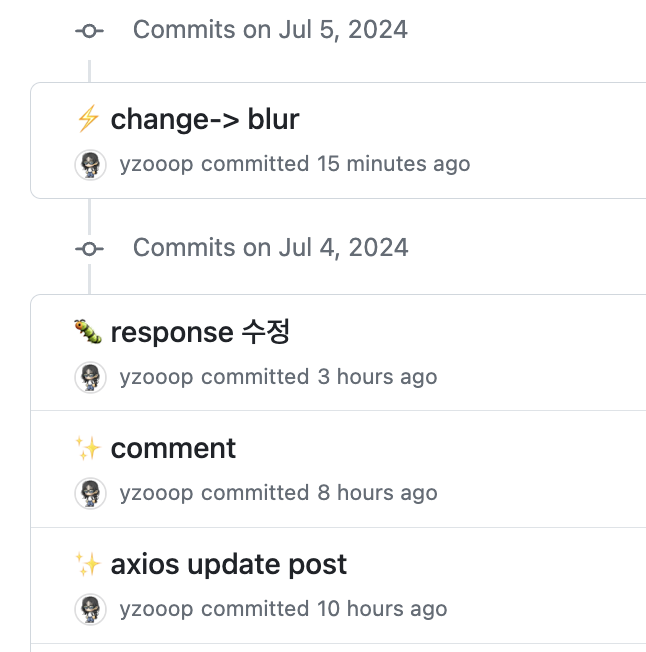 Commits on Jul 5, 2024
⚡ change-> blur
yzooop committed 15 minutes ago
Commits on Jul 4, 2024
🐛 response 수정
yzooop committed 3 hours ago
✨ comment
yzooop committed 8 hours ago
✨ axios update post
yzooop committed 10 hours ago